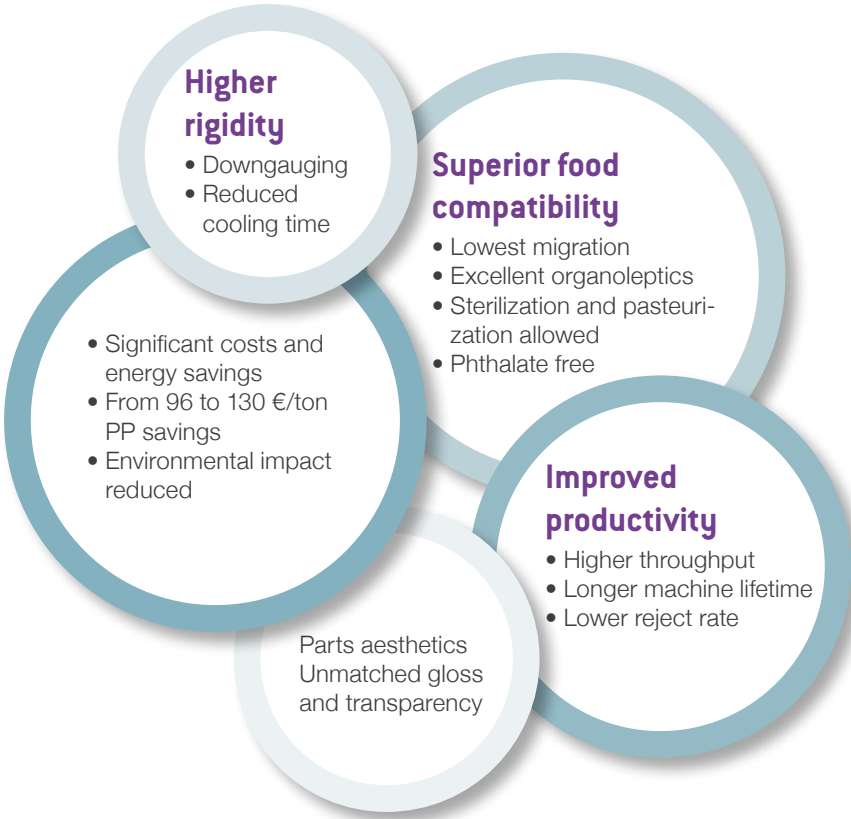 Higher
rigidity
• Downgauging
• Reduced
cooling time
Superior food
compatibility
• Lowest migration
• Excellent organoleptics
• Sterilization and pasteuri-
zation allowed
• Phthalate free
• Significant costs and
energy savings
• From 96 to 130 €/ton
PP savings
• Environmental impact
reduced
Improved
productivity
• Higher throughput
• Longer machine lifetime
• Lower reject rate
Parts aesthetics
Unmatched gloss
and transparency